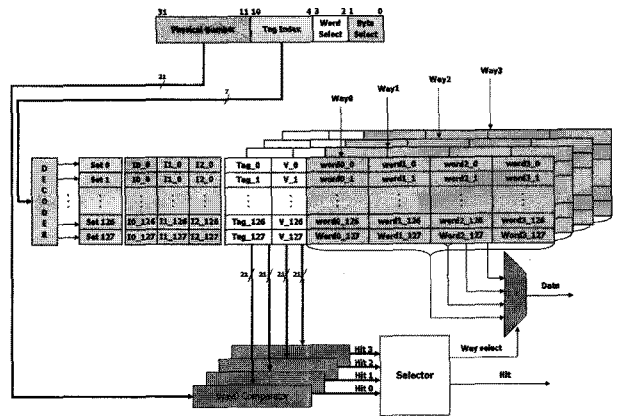 31 11 10 4 3 2 1 0
Physical Number Tag Index Word Select Byte Select
21
7
Way0 Way1 Way2 Way3
DECODER
Set 0 I0_0 I1_0 I2_0 Tag_0 V_0 word0_0 word1_0 word2_0 word3_0
Set 1 I0_0 I1_0 I2_0 Tag_1 V_1 word0_1 word1_1 word2_1 word3_1
Set 126 I0_126 I1_126 I2_126 Tag_126 V_126 word0_126 word1_126 word2_126 word3_126
Set 127 I0_127 I1_127 I2_127 Tag_127 V_127 Word0_127 Word1_127 Word2_127 Word3_127
21 21 21 21
Data
Way select
Hit 3
Hit 2
Hit 1
Hit 0
Selector
Hit
Comparator